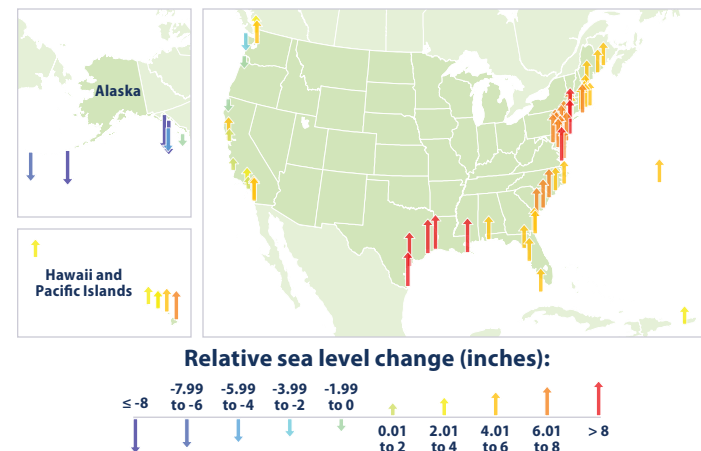 Alaska
Hawaii and
Pacific Islands
Relative sea level change (inches):
≤ -8
-7.99
to -6
-5.99
to -4
-3.99
to -2
-1.99
to 0
0.01
to 2
2.01
to 4
4.01
to 6
6.01
to 8
> 8